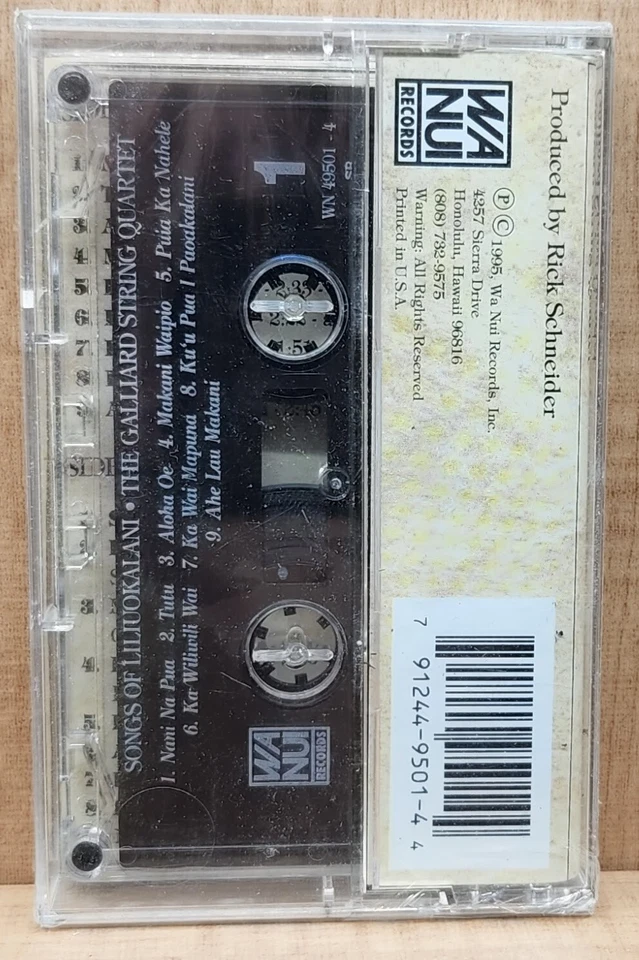 SONGS OF LILIUOKALANI • THE GALLIARD STRING QUARTET
1. Nani Na Pua 2. Tutu 3. Aloha Oe 4. Makani Waipio 5. Puia Ka Nahele
6. Ka Wiliwili Wai 7. Ka Wai Mapuna 8. Ku'u Pua I Paoakalani
9. Ahe Lau Makani
WA
NUI
RECORDS
1
WN 49501 - 4
SIDE
Produced by Rick Schneider
WA
NUI
RECORDS
Ⓟ © 1995, Wa Nui Records, Inc.
4257 Sierra Drive
Honolulu, Hawaii 96816
(808) 732-9575
Warning: All Rights Reserved
Printed in U.S.A.
7 91244-9501-4 4